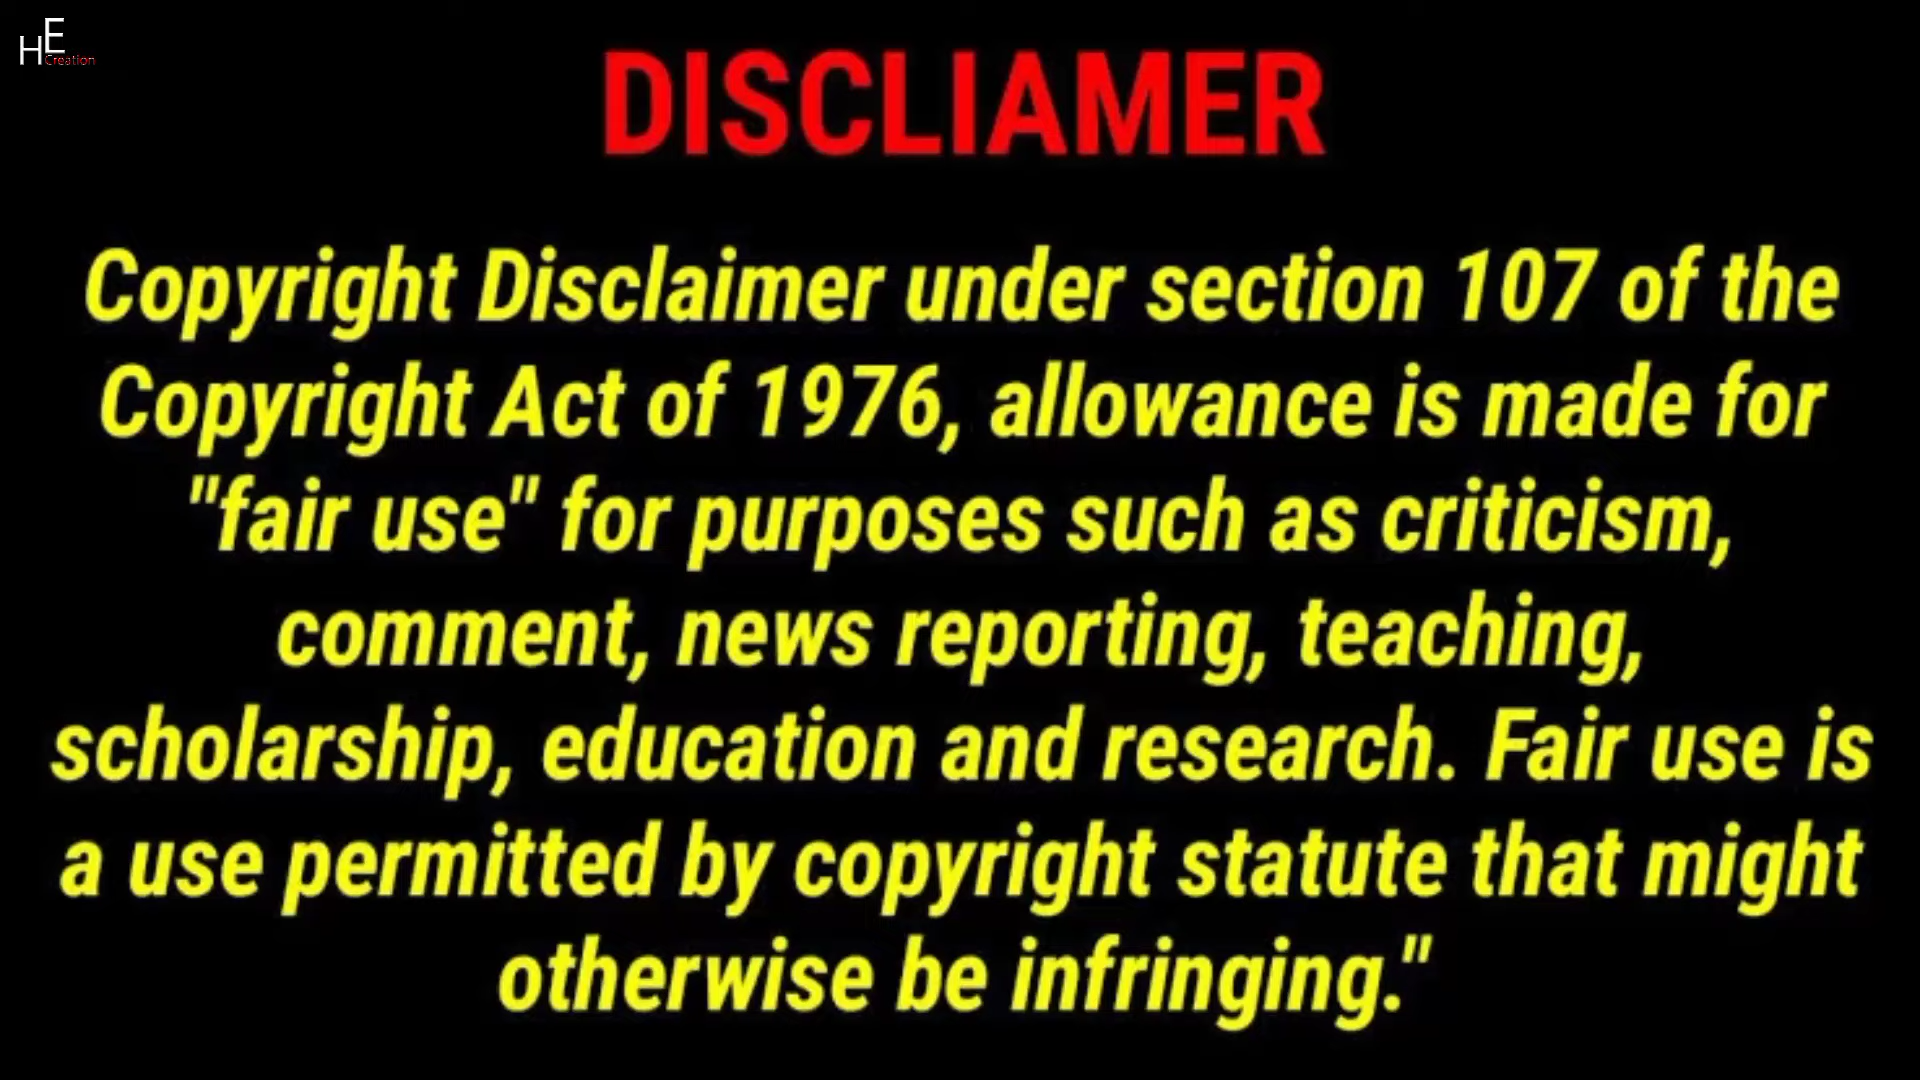 HE
Creation
DISCLIAMER
Copyright Disclaimer under section 107 of the
Copyright Act of 1976, allowance is made for
"fair use" for purposes such as criticism,
comment, news reporting, teaching,
scholarship, education and research. Fair use is
a use permitted by copyright statute that might
otherwise be infringing."